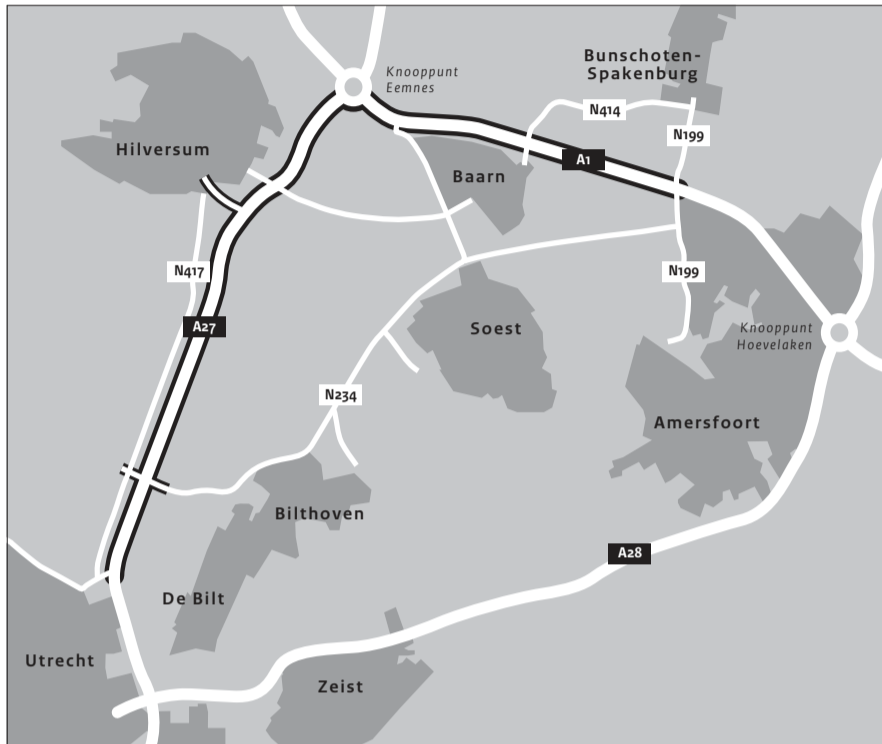 Knooppunt
Eemnes
Bunschoten-
Spakenburg
N414
N199
Hilversum
A1
Baarn
N417
N199
A27
Soest
Knooppunt
Hoevelaken
N234
Amersfoort
Bilthoven
A28
De Bilt
Utrecht
Zeist